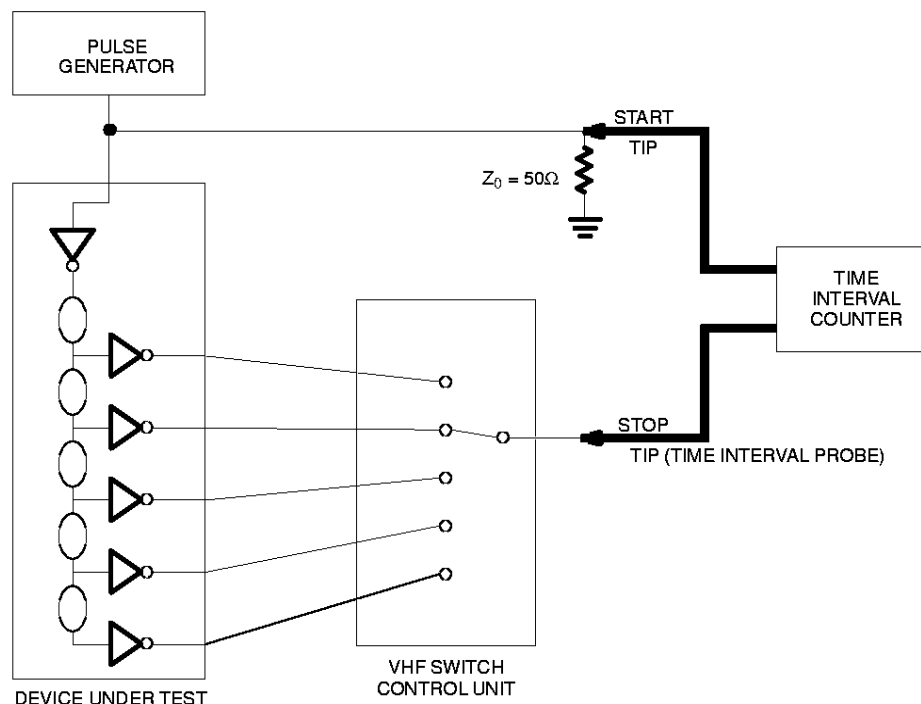 PULSE
GENERATOR
START
TIP
Z0 = 50Ω
TIME
INTERVAL
COUNTER
STOP
TIP (TIME INTERVAL PROBE)
VHF SWITCH
CONTROL UNIT
DEVICE UNDER TEST